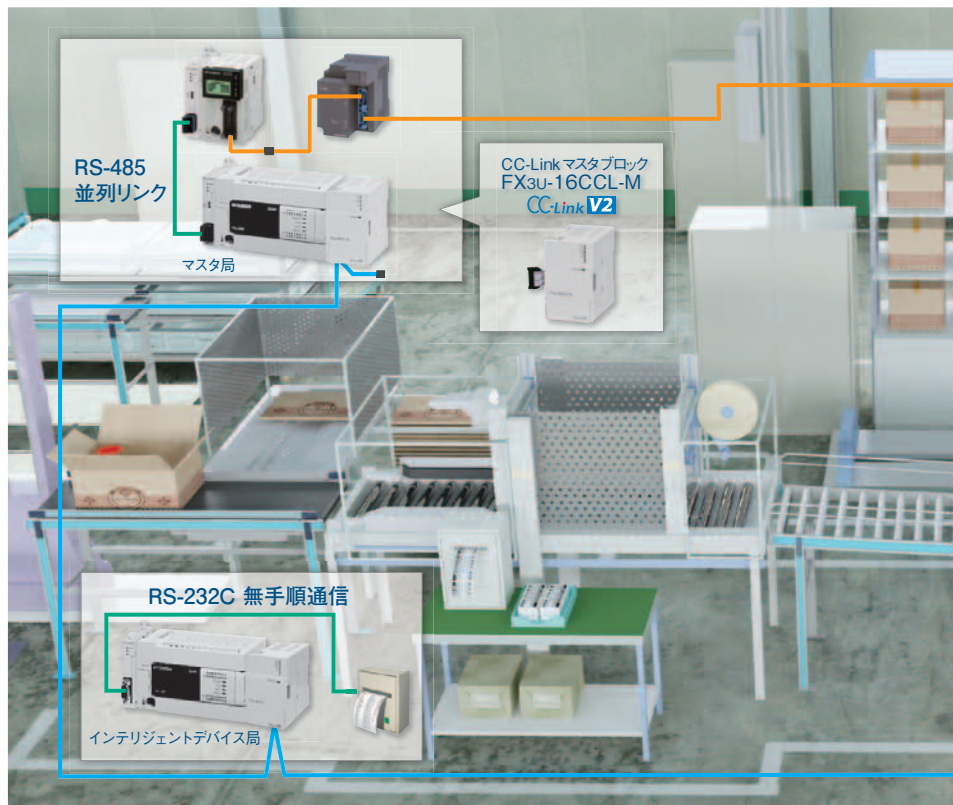 RS-485
並列リンク
マスタ局
CC-Link マスタブロック
FX3U-16CCL-M
CC-Link V2
RS-232C 無手順通信
インテリジェントデバイス局